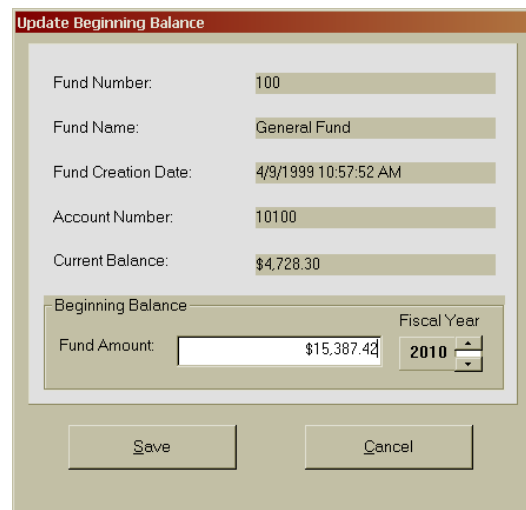 Update Beginning Balance
Fund Number: 100
Fund Name: General Fund
Fund Creation Date: 4/9/1999 10:57:52 AM
Account Number: 10100
Current Balance: $4,728.30
Beginning Balance
Fiscal Year
Fund Amount: $15,387.42 2010
Save Cancel